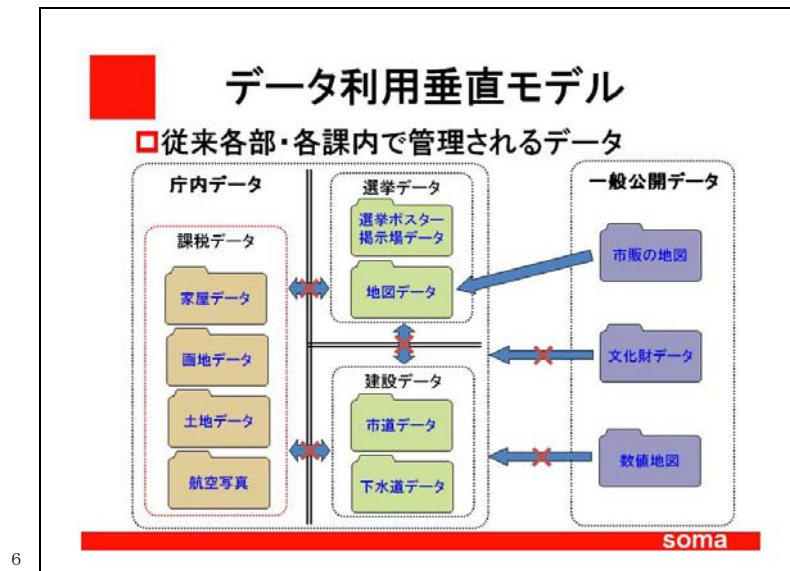 データ利用垂直モデル
従来各部・各課内で管理されるデータ
庁内データ
課税データ
家屋データ
画地データ
土地データ
航空写真
選挙データ
選挙ポスター
掲示場データ
地図データ
建設データ
市道データ
下水道データ
一般公開データ
市販の地図
文化財データ
数値地図
soma
6